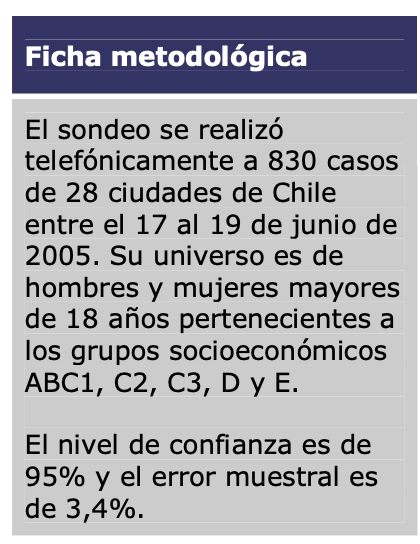 Ficha metodológica
El sondeo se realizó
telefónicamente a 830 casos
de 28 ciudades de Chile
entre el 17 al 19 de junio de
2005. Su universo es de
hombres y mujeres mayores
de 18 años pertenecientes a
los grupos socioeconómicos
ABC1, C2, C3, D y E.
El nivel de confianza es de
95% y el error muestral es
de 3,4%.